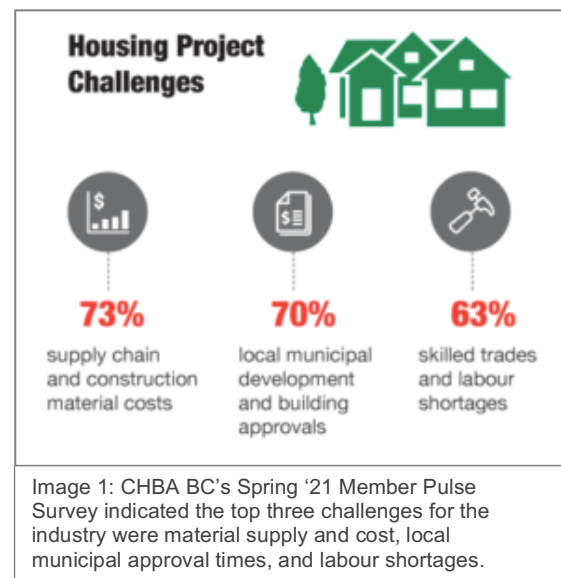 Housing Project
Challenges
$
$
73%
70%
63%
supply chain
and construction
material costs
local municipal
development
and building
approvals
skilled trades
and labour
shortages
Image 1: CHBA BC’s Spring ‘21 Member Pulse
Survey indicated the top three challenges for the
industry were material supply and cost, local
municipal approval times, and labour shortages.